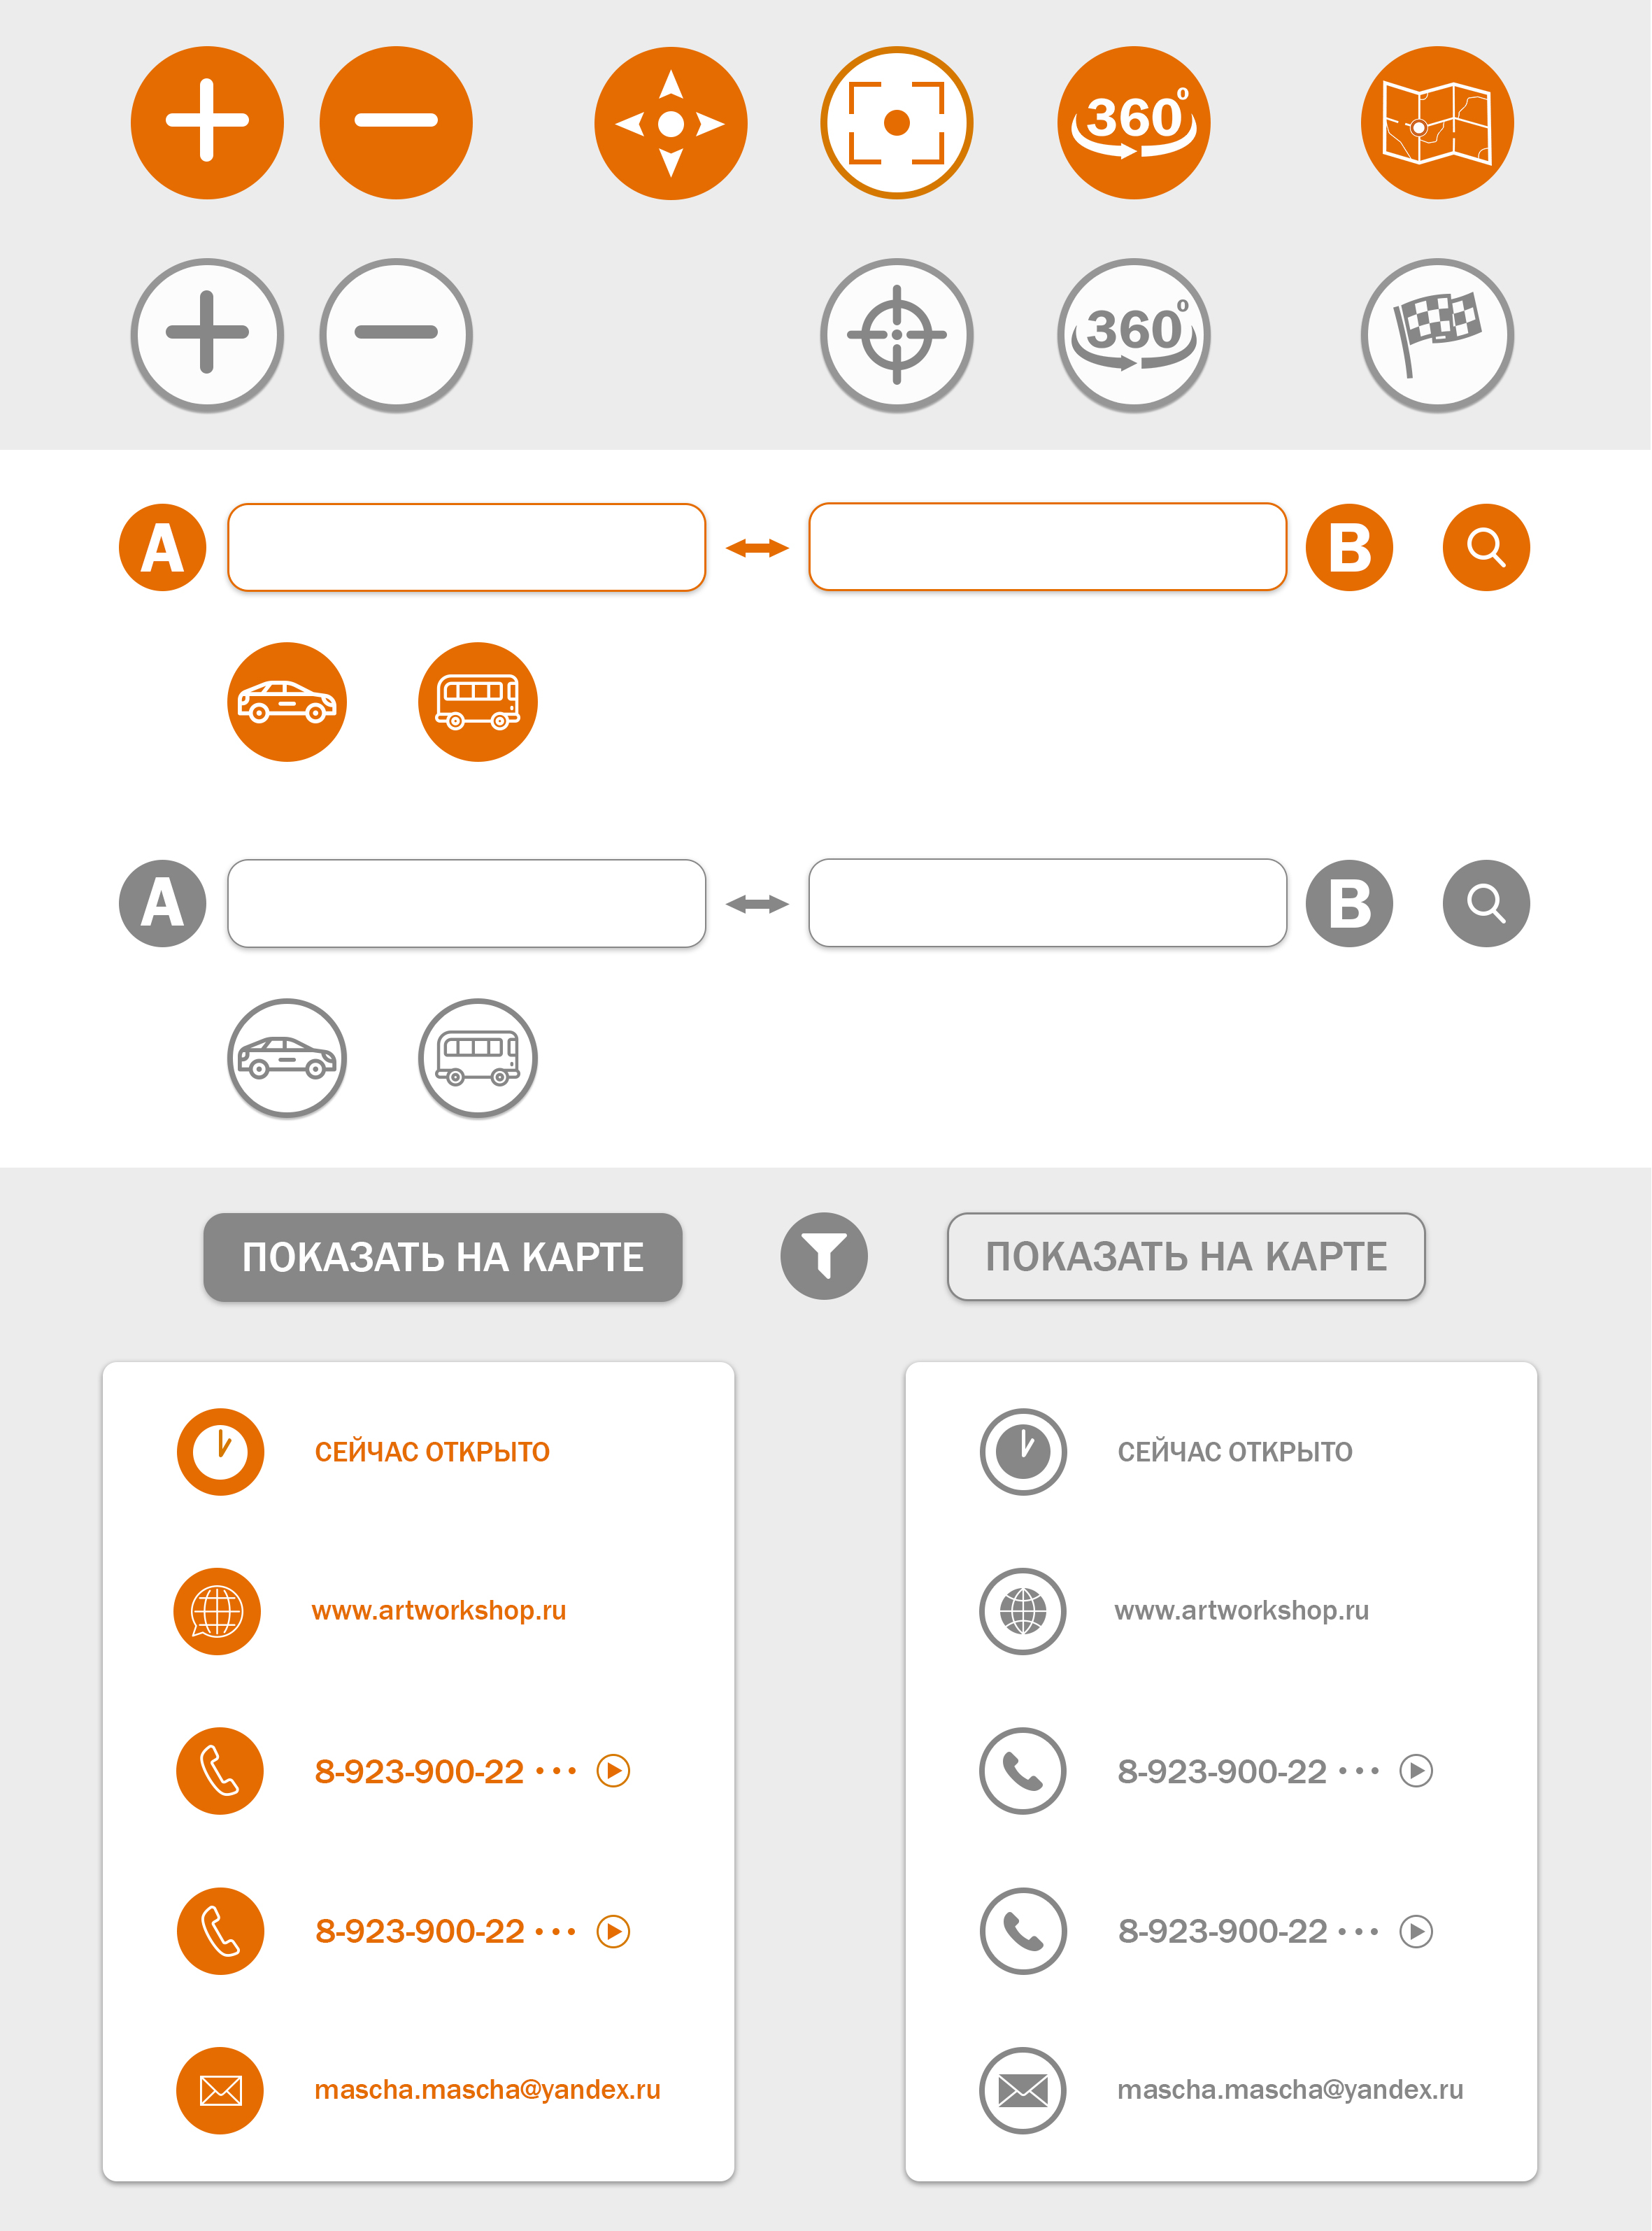 360°
360°
A B
A B
ПОКАЗАТЬ НА КАРТЕ
ПОКАЗАТЬ НА КАРТЕ
СЕЙЧАС ОТКРЫТО
www.artworkshop.ru
8-923-900-22 •••
8-923-900-22 •••
mascha.mascha@yandex.ru
СЕЙЧАС ОТКРЫТО
www.artworkshop.ru
8-923-900-22 •••
8-923-900-22 •••
mascha.mascha@yandex.ru